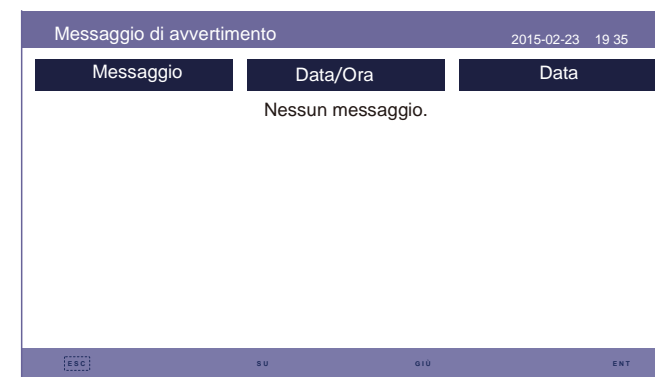 Messaggio di avvertimento 2015-02-23 19 35
Messaggio Data/Ora Data
Nessun messaggio.
ESC SU GIÙ ENT